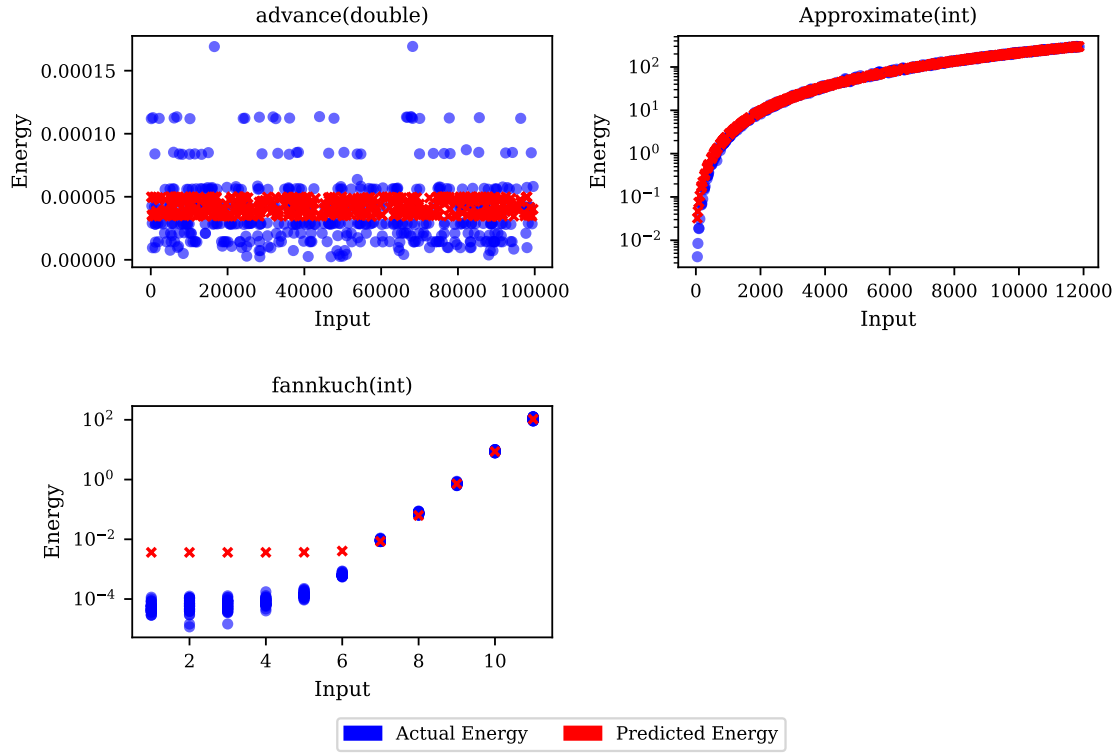 advance(double)
Energy
0.00015
0.00010
0.00005
0.00000
0 20000 40000 60000 80000 100000
Input
Approximate(int)
Energy
10²
10¹
10⁰
10⁻¹
10⁻²
0 2000 4000 6000 8000 10000 12000
Input
fannkuch(int)
Energy
10²
10⁰
10⁻²
10⁻⁴
2 4 6 8 10
Input
Actual Energy Predicted Energy